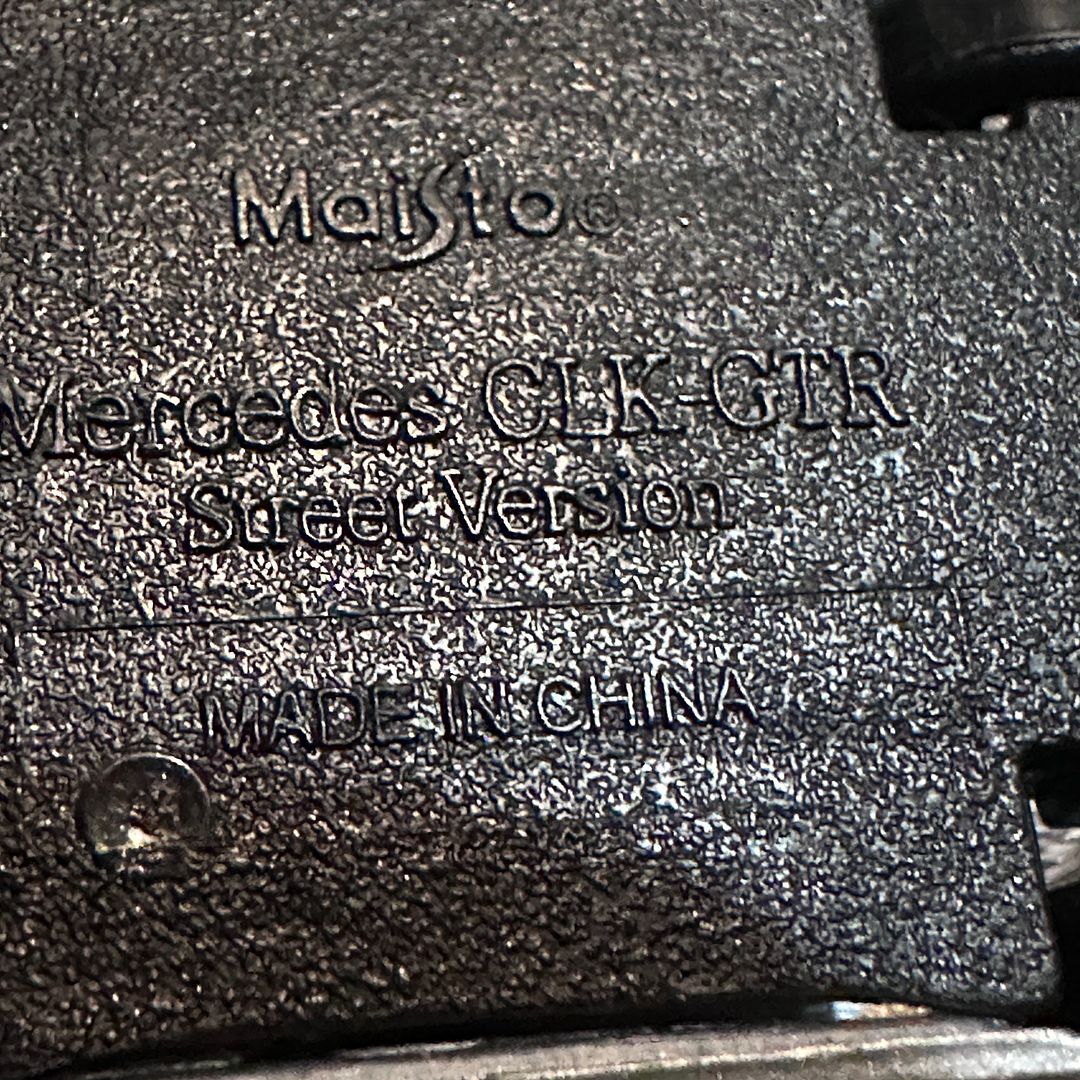 Maisto®
Mercedes CLK-GTR
Street Version
MADE IN CHINA